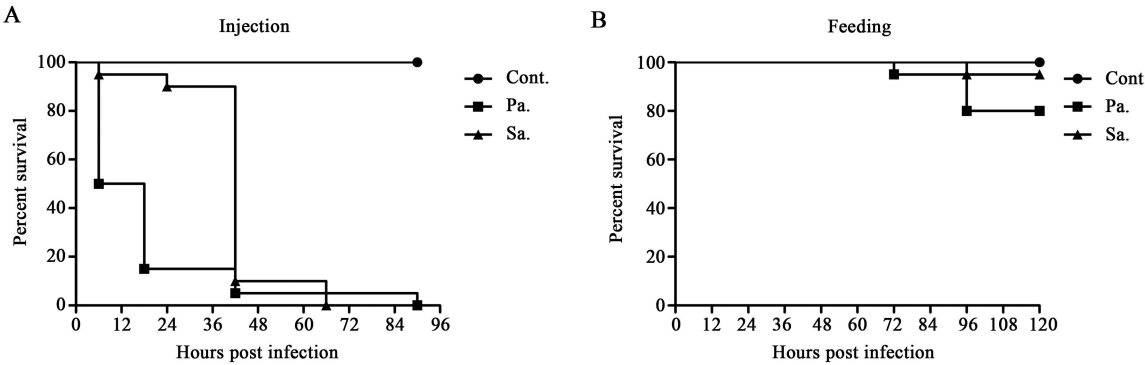 A
Injection
100
80
60
40
20
0
Percent survival
0 12 24 36 48 60 72 84 96
Hours post infection
Cont.
Pa.
Sa.
B
Feeding
100
80
60
40
20
0
Percent survival
0 12 24 36 48 60 72 84 96 108 120
Hours post infection
Cont
Pa.
Sa.